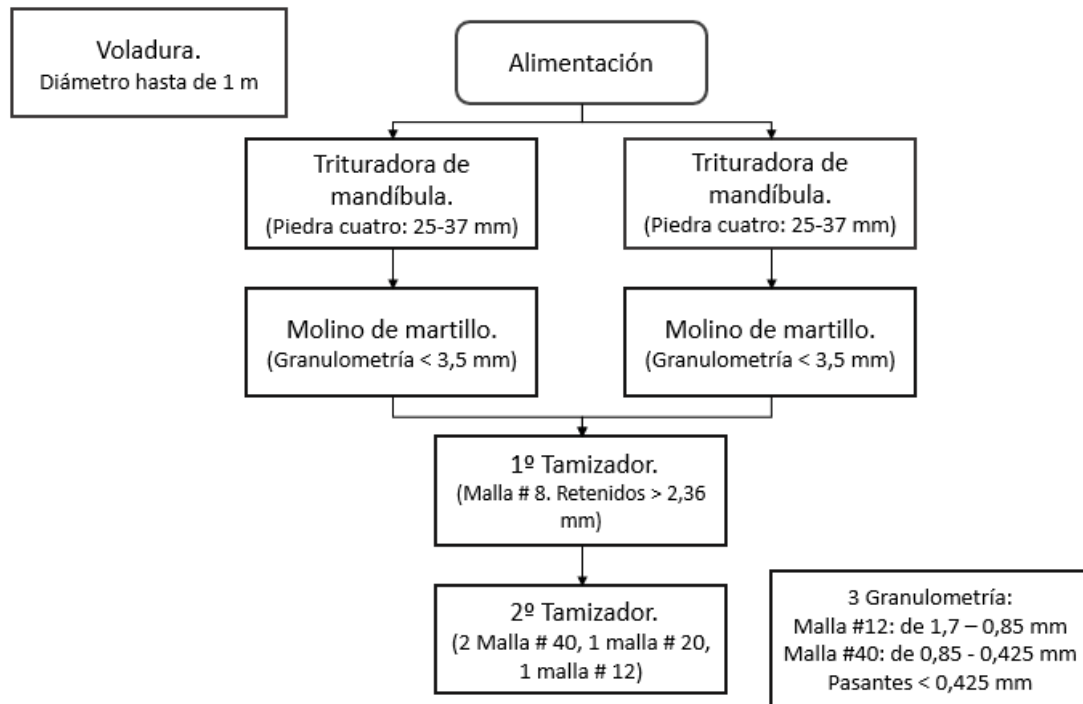 Voladura.
Diámetro hasta de 1 m
Alimentación
Trituradora de
mandíbula.
(Piedra cuatro: 25-37 mm)
Trituradora de
mandíbula.
(Piedra cuatro: 25-37 mm)
Molino de martillo.
(Granulometría < 3,5 mm)
Molino de martillo.
(Granulometría < 3,5 mm)
1º Tamizador.
(Malla # 8. Retenidos > 2,36
mm)
2º Tamizador.
(2 Malla # 40, 1 malla # 20,
1 malla # 12)
3 Granulometría:
Malla #12: de 1,7 – 0,85 mm
Malla #40: de 0,85 - 0,425 mm
Pasantes < 0,425 mm